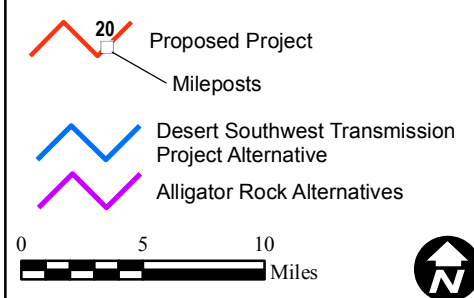 20
Proposed Project
Mileposts
Desert Southwest Transmission
Project Alternative
Alligator Rock Alternatives
0 5 10
Miles
N